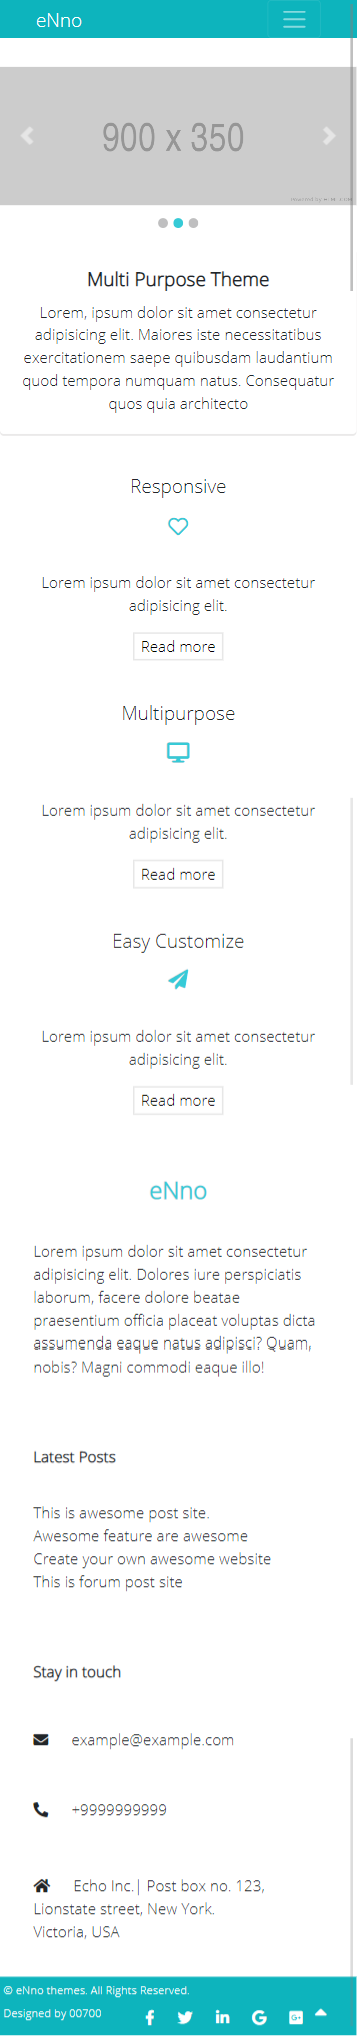 eNno
900 x 350
Multi Purpose Theme
Lorem, ipsum dolor sit amet consectetur
adipisicing elit. Maiores iste necessitatibus
exercitationem saepe quibusdam laudantium
quod tempora numquam natus. Consequatur
quos quia architecto
Responsive
Lorem ipsum dolor sit amet consectetur
adipisicing elit.
Read more
Multipurpose
Lorem ipsum dolor sit amet consectetur
adipisicing elit.
Read more
Easy Customize
Lorem ipsum dolor sit amet consectetur
adipisicing elit.
Read more
eNno
Lorem ipsum dolor sit amet consectetur
adipisicing elit. Dolores iure perspiciatis
laborum, facere dolore beatae
praesentium officia placeat voluptas dicta
assumenda eaque natus adipisci? Quam,
nobis? Magni commodi eaque illo!
Latest Posts
This is awesome post site.
Awesome feature are awesome
Create your own awesome website
This is forum post site
Stay in touch
example@example.com
+9999999999
Echo Inc.| Post box no. 123,
Lionstate street, New York.
Victoria, USA
© eNno themes. All Rights Reserved.
Designed by 00700